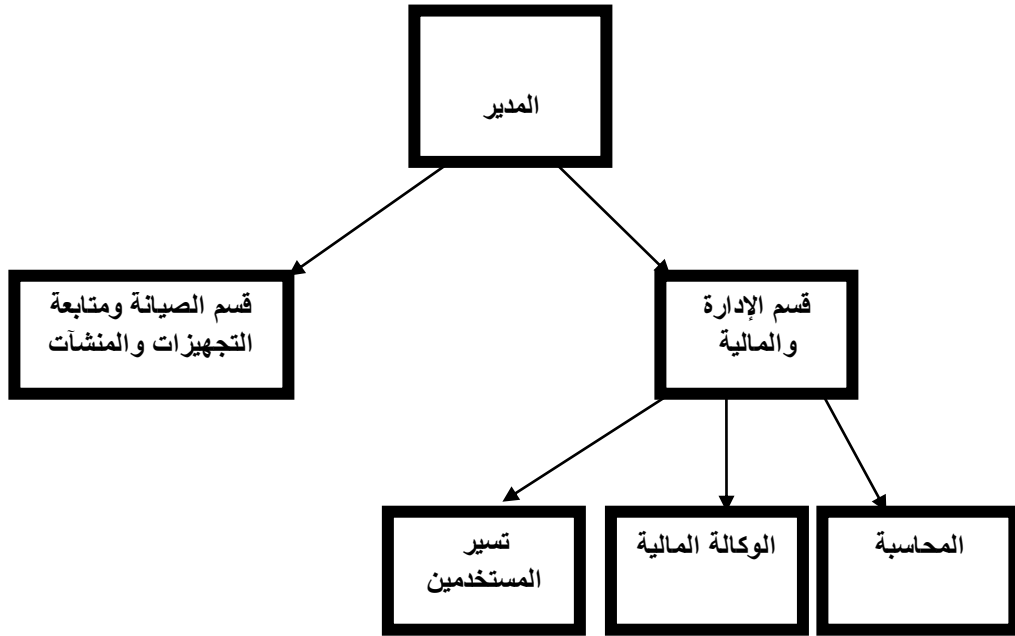 المدير
قسم الإدارة
والمالية
قسم الصيانة ومتابعة
التجهيزات والمنشآت
المحاسبة
الوكالة المالية
تسير
المستخدمين